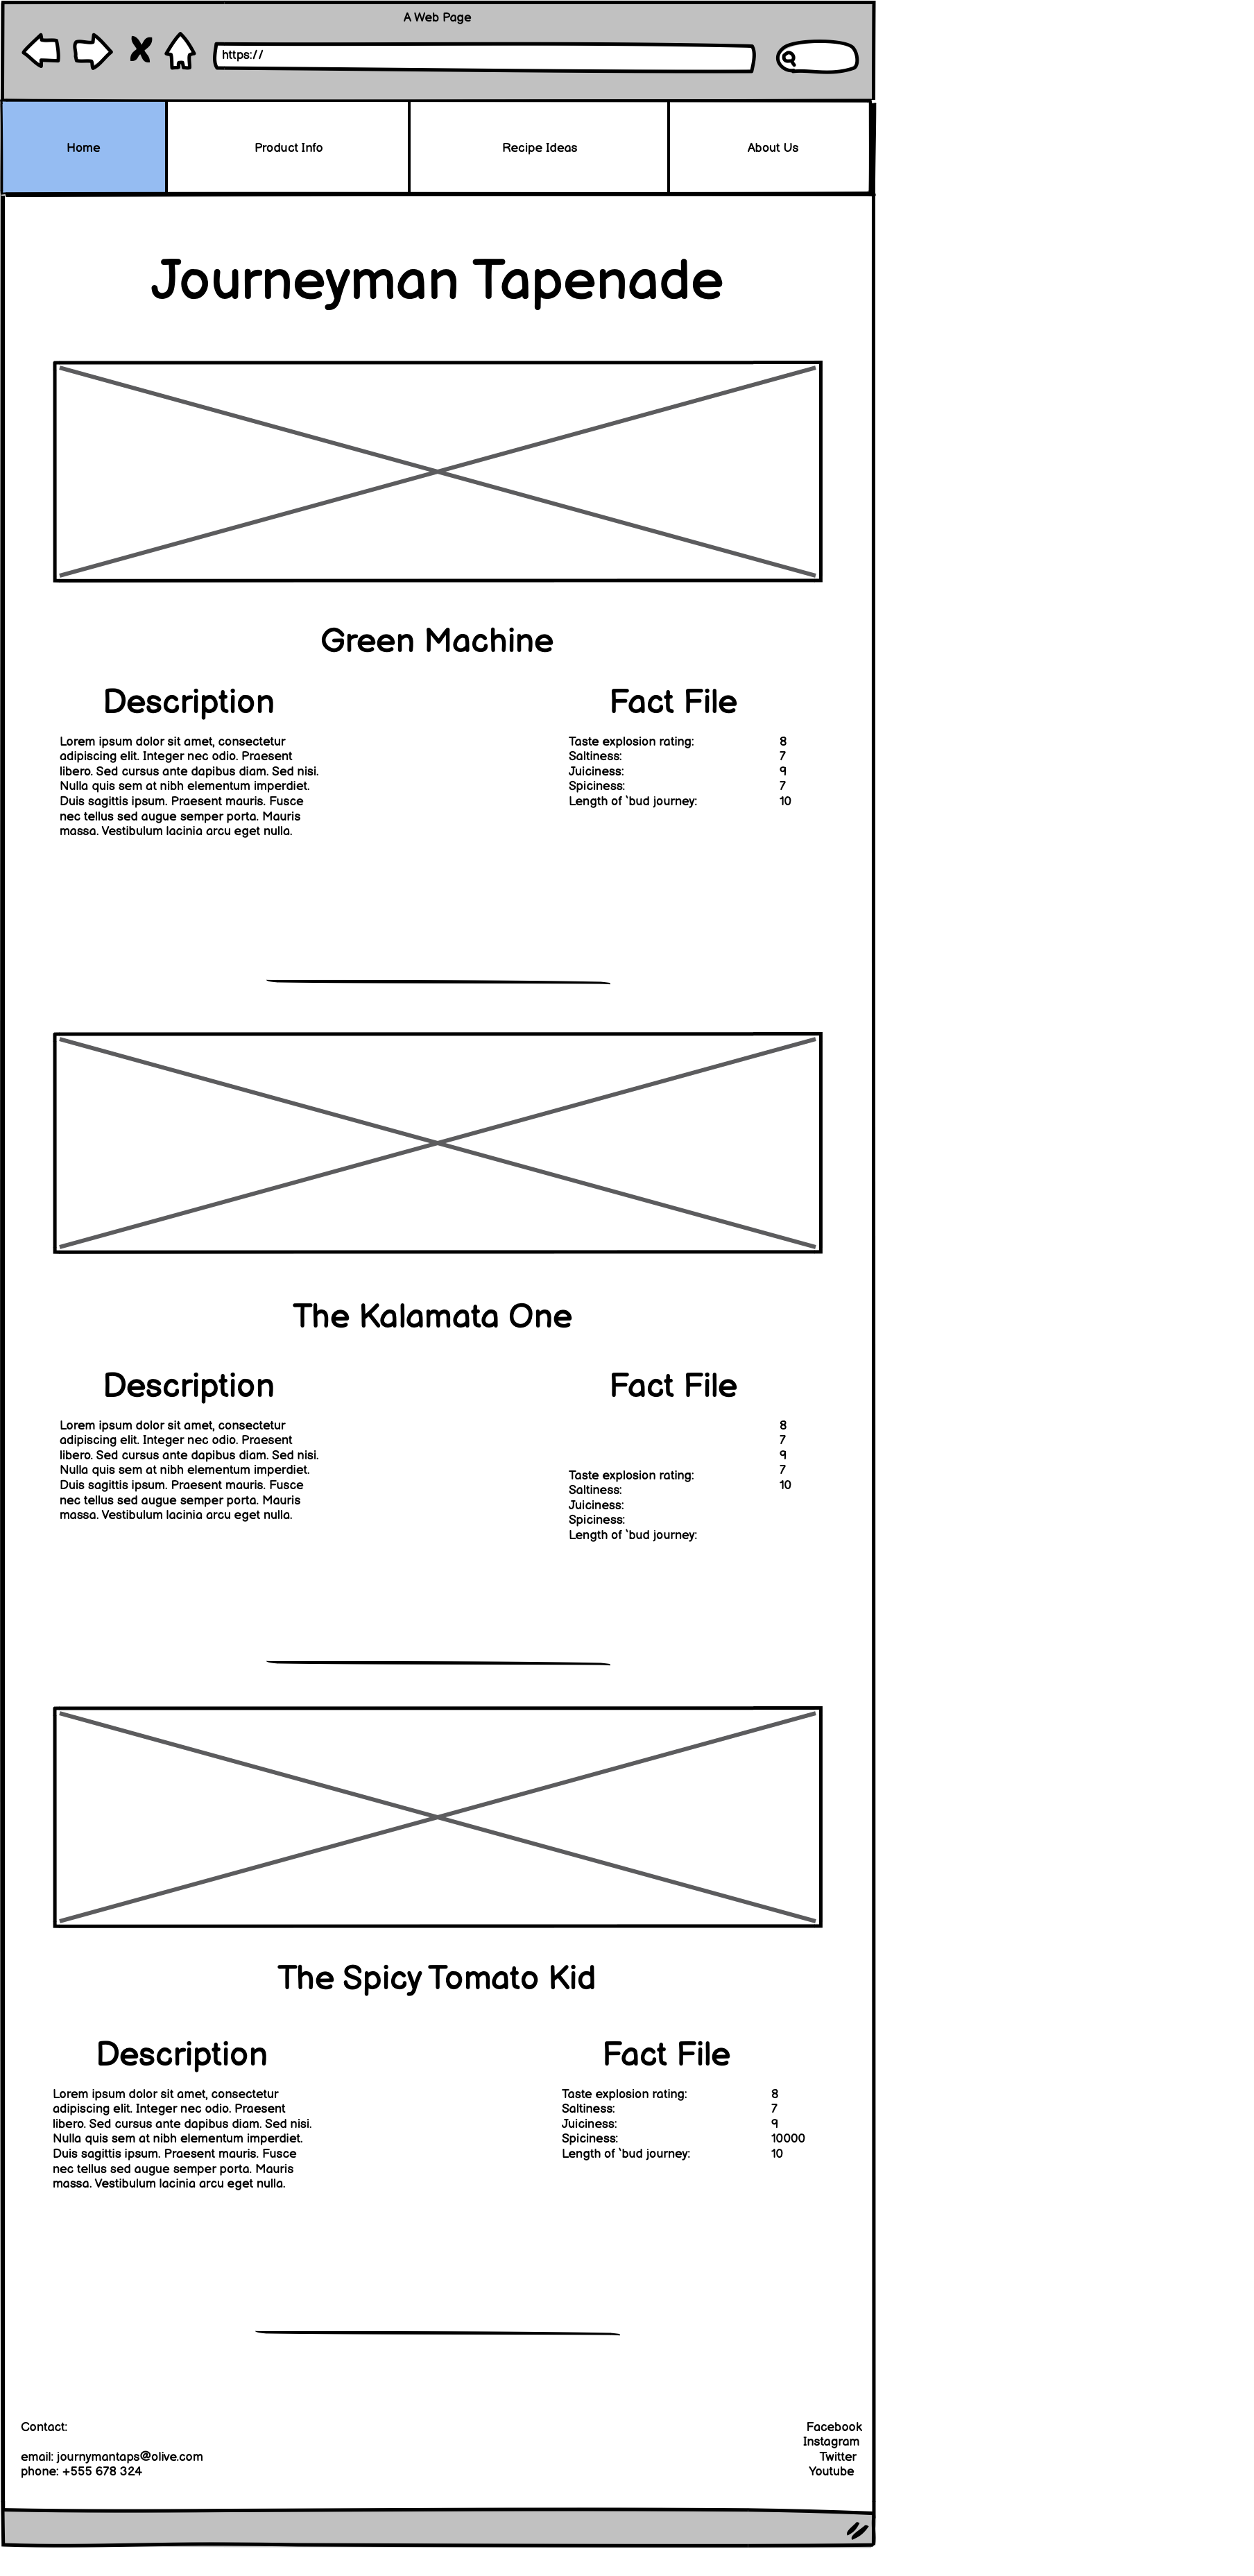 A Web Page
https://
Home
Product Info
Recipe Ideas
About Us
Journeyman Tapenade
Green Machine
Description
Lorem ipsum dolor sit amet, consectetur
adipiscing elit. Integer nec odio. Praesent
libero. Sed cursus ante dapibus diam. Sed nisi.
Nulla quis sem at nibh elementum imperdiet.
Duis sagittis ipsum. Praesent mauris. Fusce
nec tellus sed augue semper porta. Mauris
massa. Vestibulum lacinia arcu eget nulla.
Fact File
Taste explosion rating: 8
Saltiness: 7
Juiciness: 9
Spiciness: 7
Length of `bud journey: 10
The Kalamata One
Description
Lorem ipsum dolor sit amet, consectetur
adipiscing elit. Integer nec odio. Praesent
libero. Sed cursus ante dapibus diam. Sed nisi.
Nulla quis sem at nibh elementum imperdiet.
Duis sagittis ipsum. Praesent mauris. Fusce
nec tellus sed augue semper porta. Mauris
massa. Vestibulum lacinia arcu eget nulla.
Fact File
Taste explosion rating:
Saltiness:
Juiciness:
Spiciness:
Length of `bud journey:
8
7
9
7
10
The Spicy Tomato Kid
Description
Lorem ipsum dolor sit amet, consectetur
adipiscing elit. Integer nec odio. Praesent
libero. Sed cursus ante dapibus diam. Sed nisi.
Nulla quis sem at nibh elementum imperdiet.
Duis sagittis ipsum. Praesent mauris. Fusce
nec tellus sed augue semper porta. Mauris
massa. Vestibulum lacinia arcu eget nulla.
Fact File
Taste explosion rating: 8
Saltiness: 7
Juiciness: 9
Spiciness: 10000
Length of `bud journey: 10
Contact:
email: journymantaps@olive.com
phone: +555 678 324
Facebook
Instagram
Twitter
Youtube